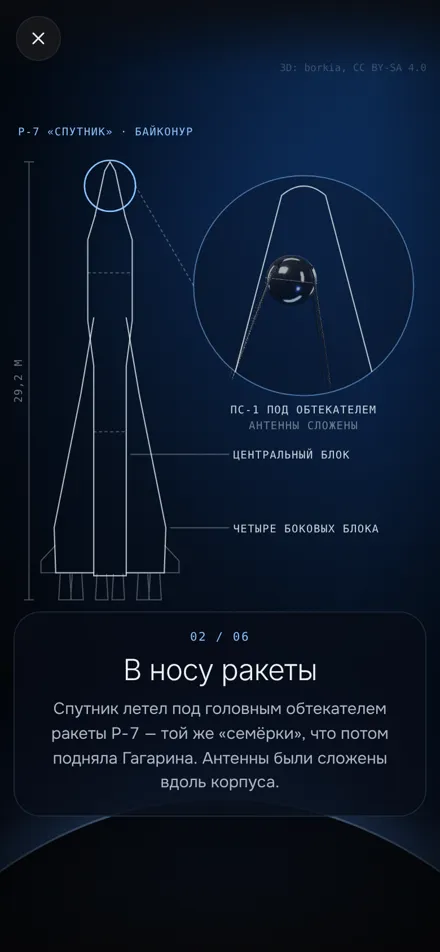 3D: borkia, CC BY-SA 4.0
Р-7 «СПУТНИК» · БАЙКОНУР
29,2 М
ПС-1 ПОД ОБТЕКАТЕЛЕМ
АНТЕННЫ СЛОЖЕНЫ
ЦЕНТРАЛЬНЫЙ БЛОК
ЧЕТЫРЕ БОКОВЫХ БЛОКА
02 / 06
В носу ракеты
Спутник летел под головным обтекателем
ракеты Р-7 — той же «семёрки», что потом
подняла Гагарина. Антенны были сложены
вдоль корпуса.